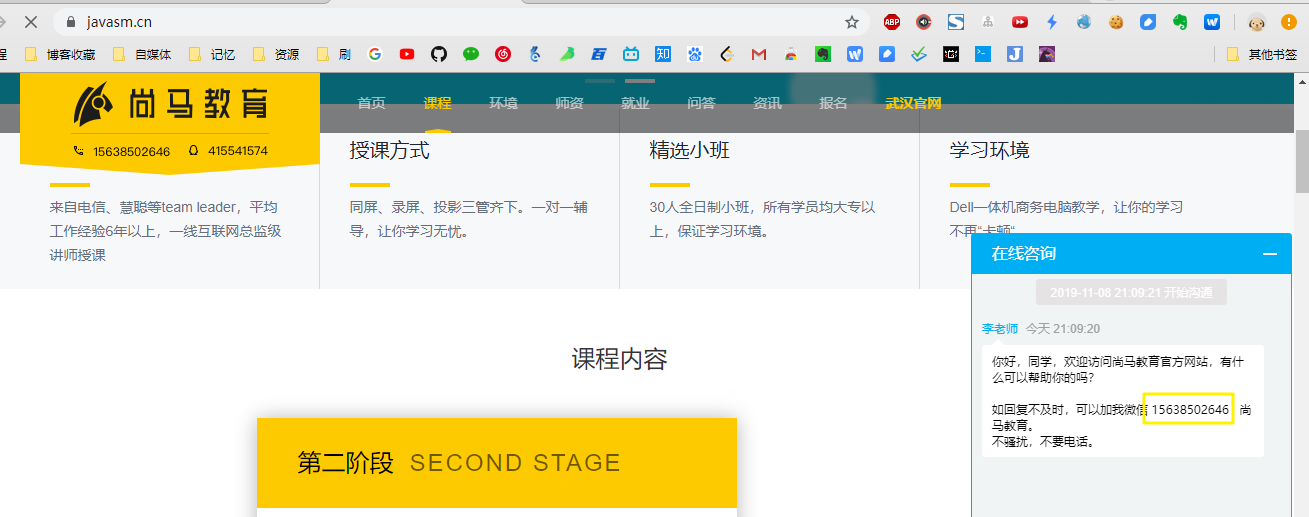 javasm.cn
ABP
程 博客收藏 自媒体 记忆 资源 刷 其他书签
尚马教育
15638502646 415541574
首页 课程 环境 师资 就业 问答 资讯 报名 武汉官网
来自电信、慧聪等team leader，平均
工作经验6年以上，一线互联网总监级
讲师授课
授课方式
同屏、录屏、投影三管齐下。一对一辅
导，让你学习无忧。
精选小班
30人全日制小班，所有学员均大专以
上，保证学习环境。
学习环境
Dell一体机商务电脑教学，让你的学习
不再“卡顿”
课程内容
第二阶段 SECOND STAGE
在线咨询
2019-11-08 21:09:21 开始沟通
李老师 今天 21:09:20
你好，同学，欢迎访问尚马教育官方网站，有什
么可以帮助你的吗？
如回复不及时，可以加我微信 15638502646 尚
马教育。
不骚扰，不要电话。